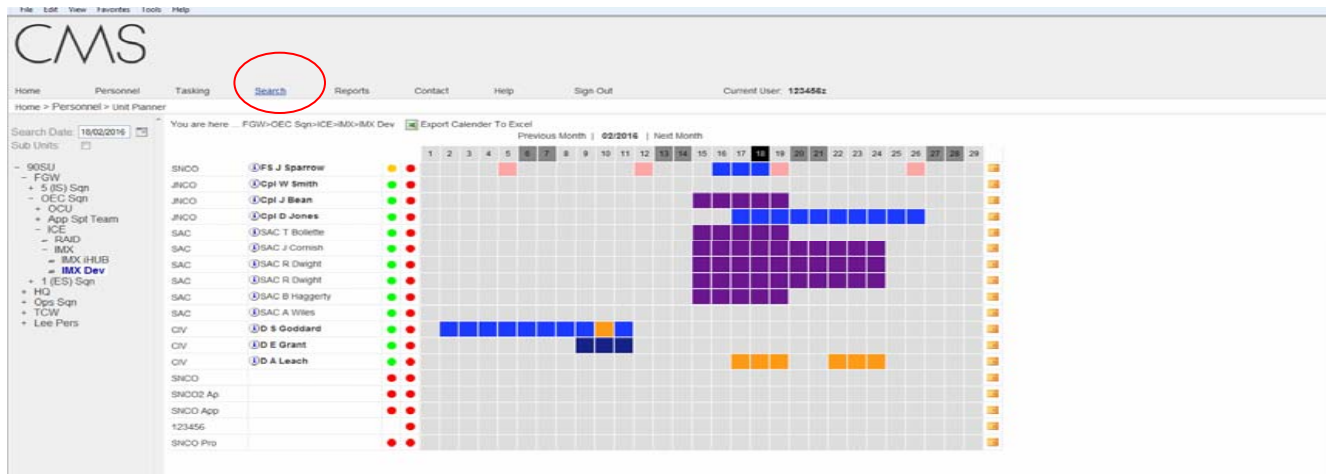 File Edit View Favorites Tools Help
CMS
Home Personnel Tasking Search Reports Contact Help Sign Out Current User: 123456z
Home > Personnel > Unit Planner
Search Date: 18/02/2016
Sub Units
- 90SU
- FGW
+ 5 (IS) Sqn
- OEC Sqn
+ OCU
+ App Spt Team
- ICE
RAID
- IMX
IMX iHUB
IMX Dev
+ 1 (ES) Sqn
+ HQ
+ Ops Sqn
+ TCW
+ Lee Pers
You are here ... FGW>OEC Sqn>ICE>IMX>IMX Dev Export Calender To Excel
Previous Month | 02/2016 | Next Month
1 2 3 4 5 6 7 8 9 10 11 12 13 14 15 16 17 18 19 20 21 22 23 24 25 26 27 28 29
SNCO FS J Sparrow
JNCO Cpl W Smith
JNCO Cpl J Bean
JNCO Cpl D Jones
SAC SAC T Bollette
SAC SAC J Cornish
SAC SAC R Dwight
SAC SAC R Dwight
SAC SAC B Haggerty
SAC SAC A Wiles
CIV D S Goddard
CIV D E Grant
CIV D A Leach
SNCO
SNCO2 Ap
SNCO App
123456
SNCO Pro